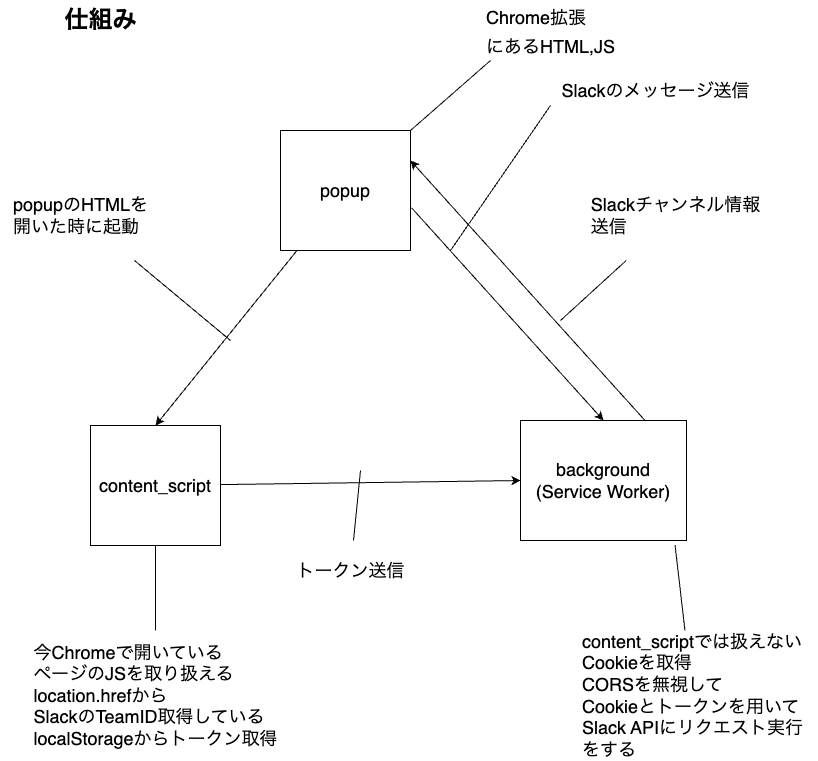 仕組み
Chrome拡張
にあるHTML,JS
Slackのメッセージ送信
popup
popupのHTMLを
開いた時に起動
Slackチャンネル情報
送信
content_script
background
(Service Worker)
トークン送信
今Chromeで開いている
ページのJSを取り扱える
location.hrefから
SlackのTeamID取得している
localStorageからトークン取得
content_scriptでは扱えない
Cookieを取得
CORSを無視して
Cookieとトークンを用いて
Slack APIにリクエスト実行
をする